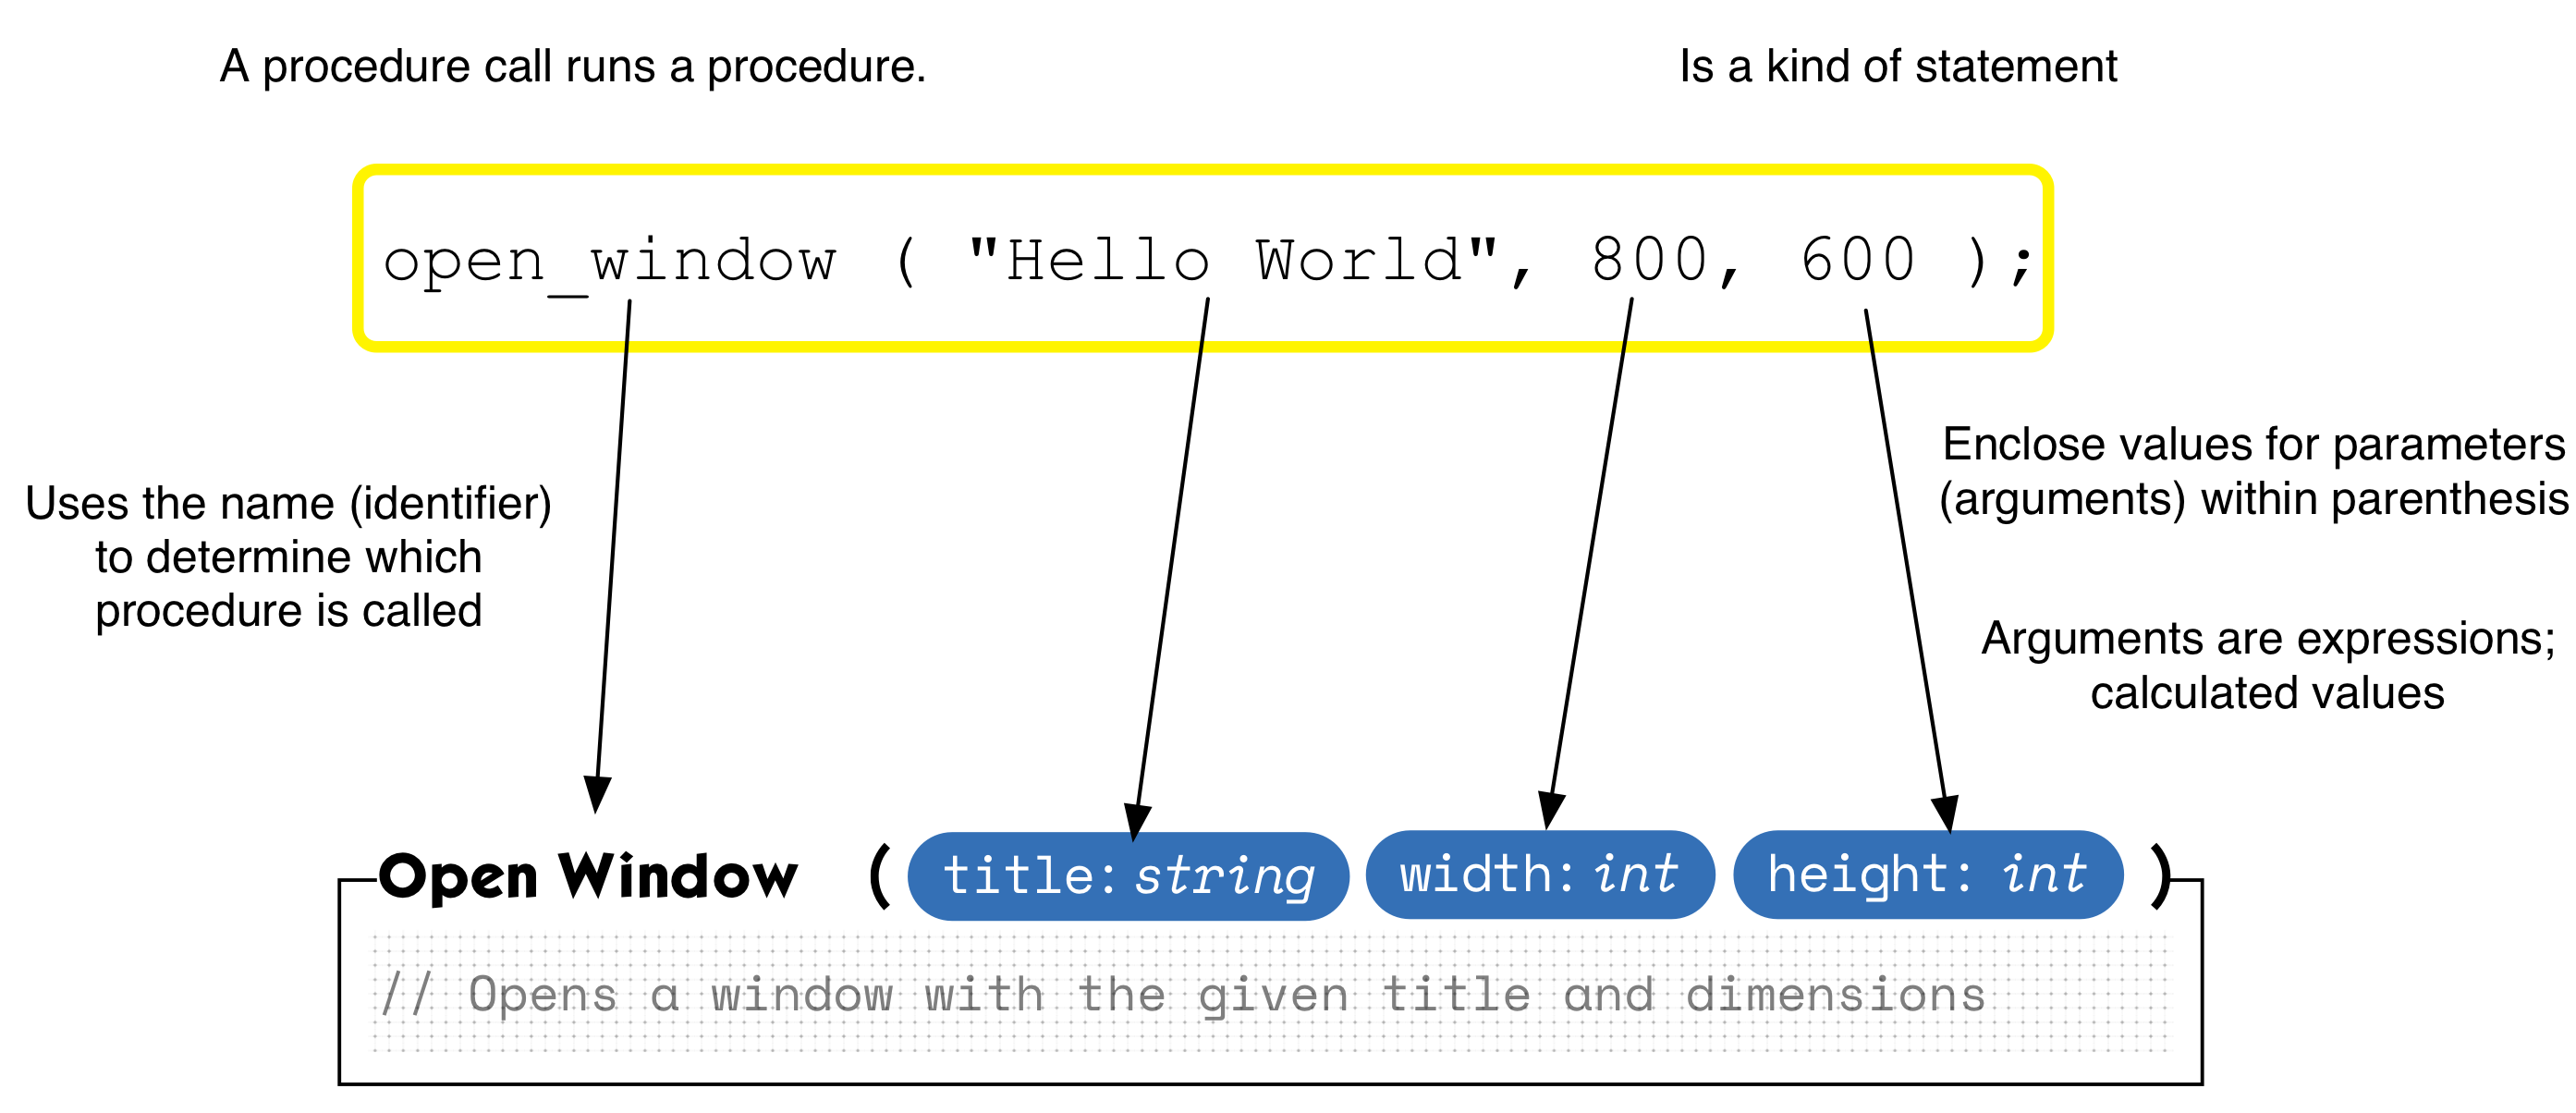 A procedure call runs a procedure.
Is a kind of statement
open_window ( "Hello World", 800, 600 );
Uses the name (identifier)
to determine which
procedure is called
Enclose values for parameters
(arguments) within parenthesis
Arguments are expressions;
calculated values
Open Window ( title: string width: int height: int )
// Opens a window with the given title and dimensions